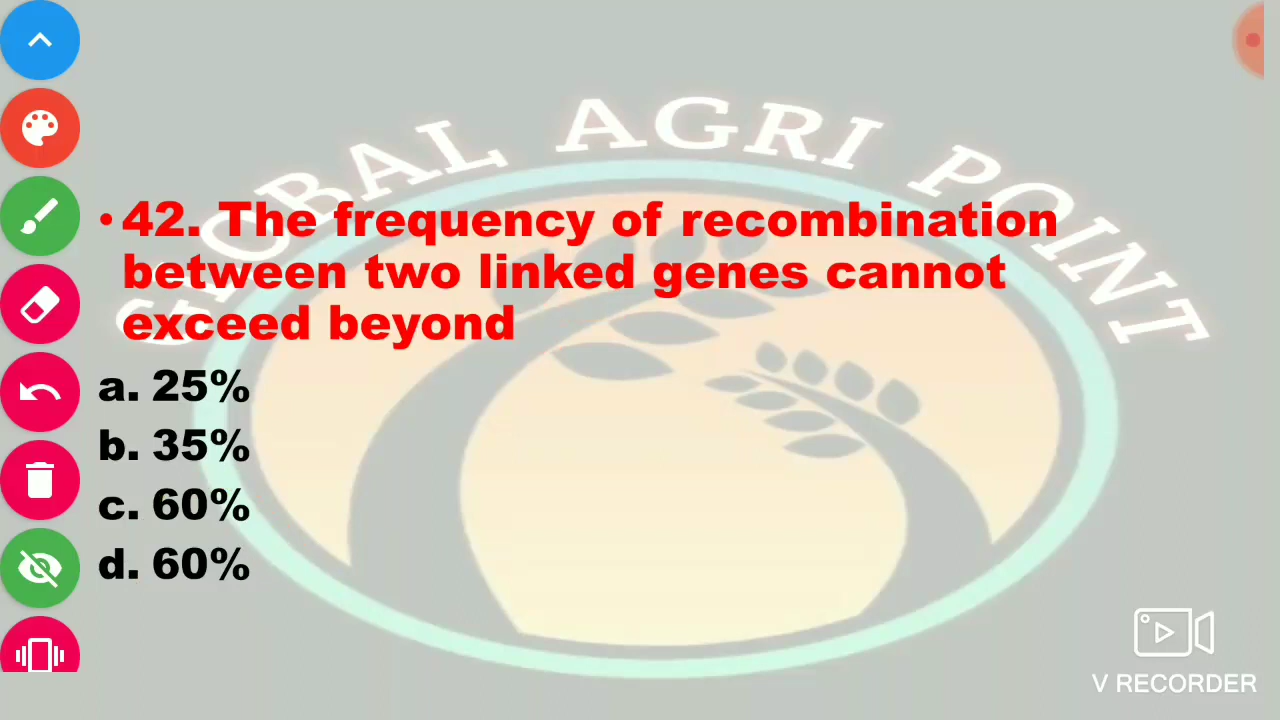 GLOBAL AGRI POINT
• 42. The frequency of recombination
between two linked genes cannot
exceed beyond
a. 25%
b. 35%
c. 60%
d. 60%
V RECORDER